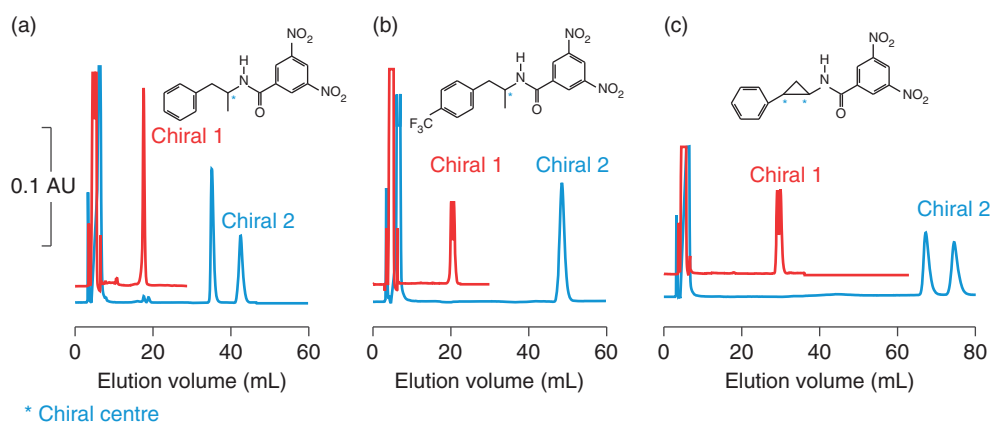 (a)
NO₂
H
N
*
O
NO₂
Chiral 1
0.1 AU
Chiral 2
0 20 40 60
Elution volume (mL)
* Chiral centre
(b)
NO₂
H
N
*
O
NO₂
F₃C
Chiral 1
Chiral 2
0 20 40 60
Elution volume (mL)
(c)
NO₂
H
N
* *
O
NO₂
Chiral 1
Chiral 2
0 20 40 60 80
Elution volume (mL)